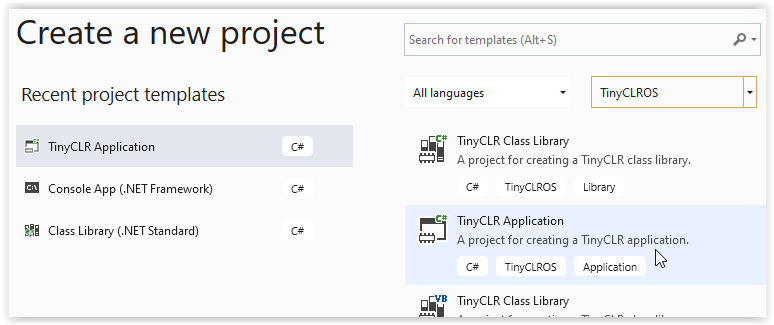 Create a new project
Search for templates (Alt+S)
Recent project templates
All languages
TinyCLROS
TinyCLR Application
C#
Console App (.NET Framework)
C#
Class Library (.NET Standard)
C#
C#
TinyCLR Class Library
A project for creating a TinyCLR class library.
C# TinyCLROS Library
C#
TinyCLR Application
A project for creating a TinyCLR application.
C# TinyCLROS Application
VB
TinyCLR Class Library